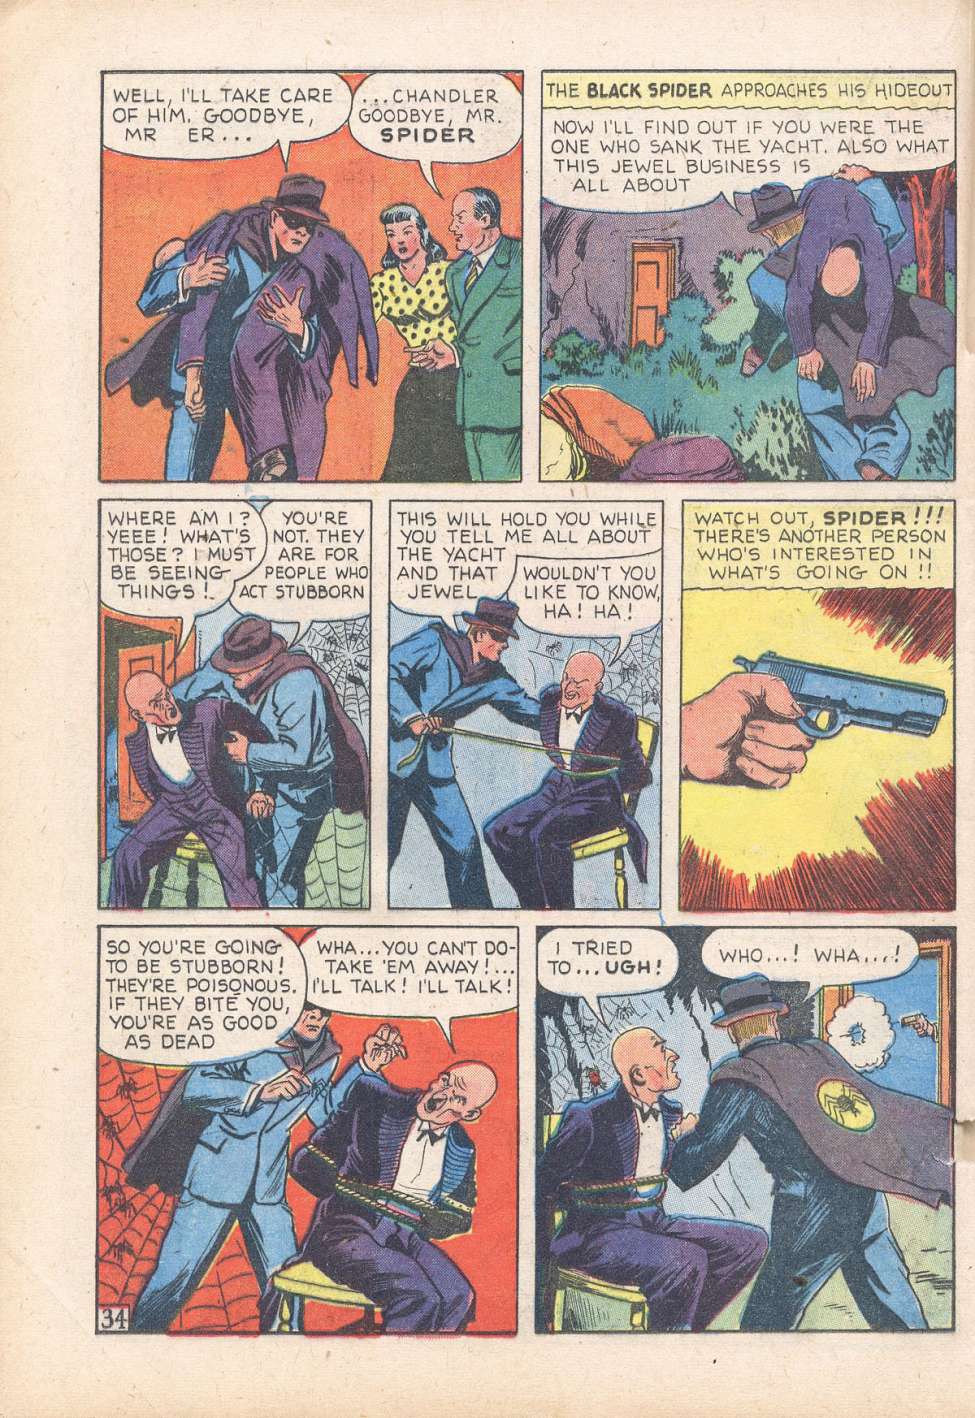 WELL, I'LL TAKE CARE
OF HIM. GOODBYE,
MR ER...
...CHANDLER
GOODBYE, MR.
SPIDER
THE BLACK SPIDER APPROACHES HIS HIDEOUT
NOW I'LL FIND OUT IF YOU WERE THE
ONE WHO SANK THE YACHT. ALSO WHAT
THIS JEWEL BUSINESS IS
ALL ABOUT
WHERE AM I?
YEEE! WHAT'S
THOSE? I MUST
BE SEEING
THINGS!
YOU'RE
NOT. THEY
ARE FOR
PEOPLE WHO
ACT STUBBORN
THIS WILL HOLD YOU WHILE
YOU TELL ME ALL ABOUT
THE YACHT
AND THAT
JEWEL
WOULDN'T YOU
LIKE TO KNOW,
HA! HA!
WATCH OUT, SPIDER!!!
THERE'S ANOTHER PERSON
WHO'S INTERESTED IN
WHAT'S GOING ON!!
SO YOU'RE GOING
TO BE STUBBORN!
THEY'RE POISONOUS.
IF THEY BITE YOU,
YOU'RE AS GOOD
AS DEAD
WHA...YOU CAN'T DO-
TAKE 'EM AWAY!...
I'LL TALK! I'LL TALK!
I TRIED
TO...UGH!
WHO...! WHA...!
34